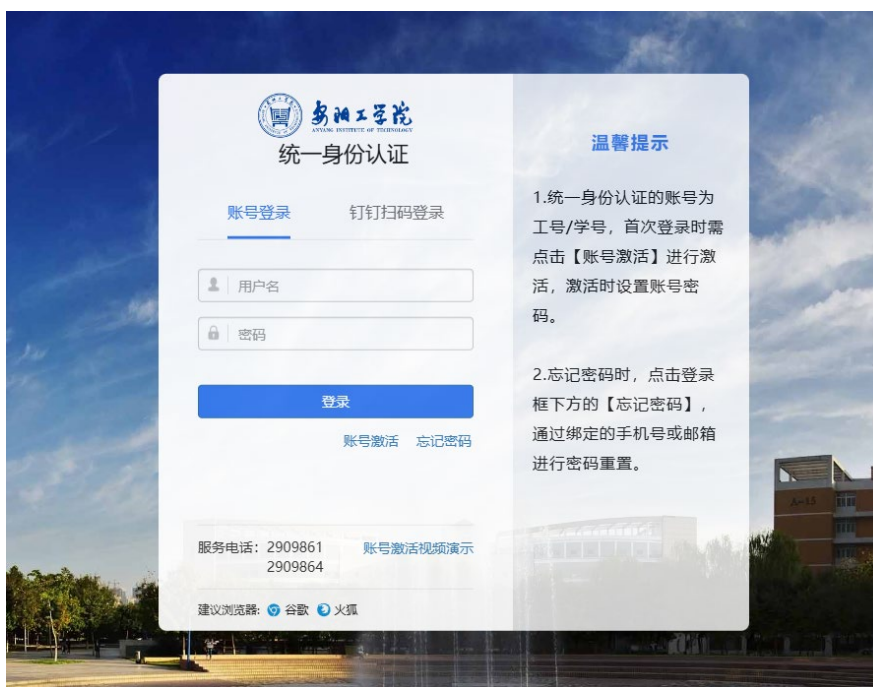 安阳工学院
ANYANG INSTITUTE OF TECHNOLOGY
统一身份认证
账号登录
钉钉扫码登录
用户名
密码
登录
账号激活
忘记密码
服务电话：2909861
2909864
账号激活视频演示
建议浏览器: 谷歌 火狐
温馨提示
1.统一身份认证的账号为
工号/学号，首次登录时需
点击【账号激活】进行激
活，激活时设置账号密
码。
2.忘记密码时，点击登录
框下方的【忘记密码】，
通过绑定的手机号或邮箱
进行密码重置。
A-15